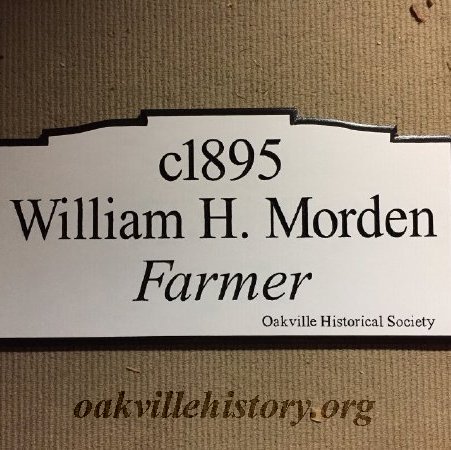 c1895
William H. Morden
Farmer
Oakville Historical Society
oakvillehistory.org